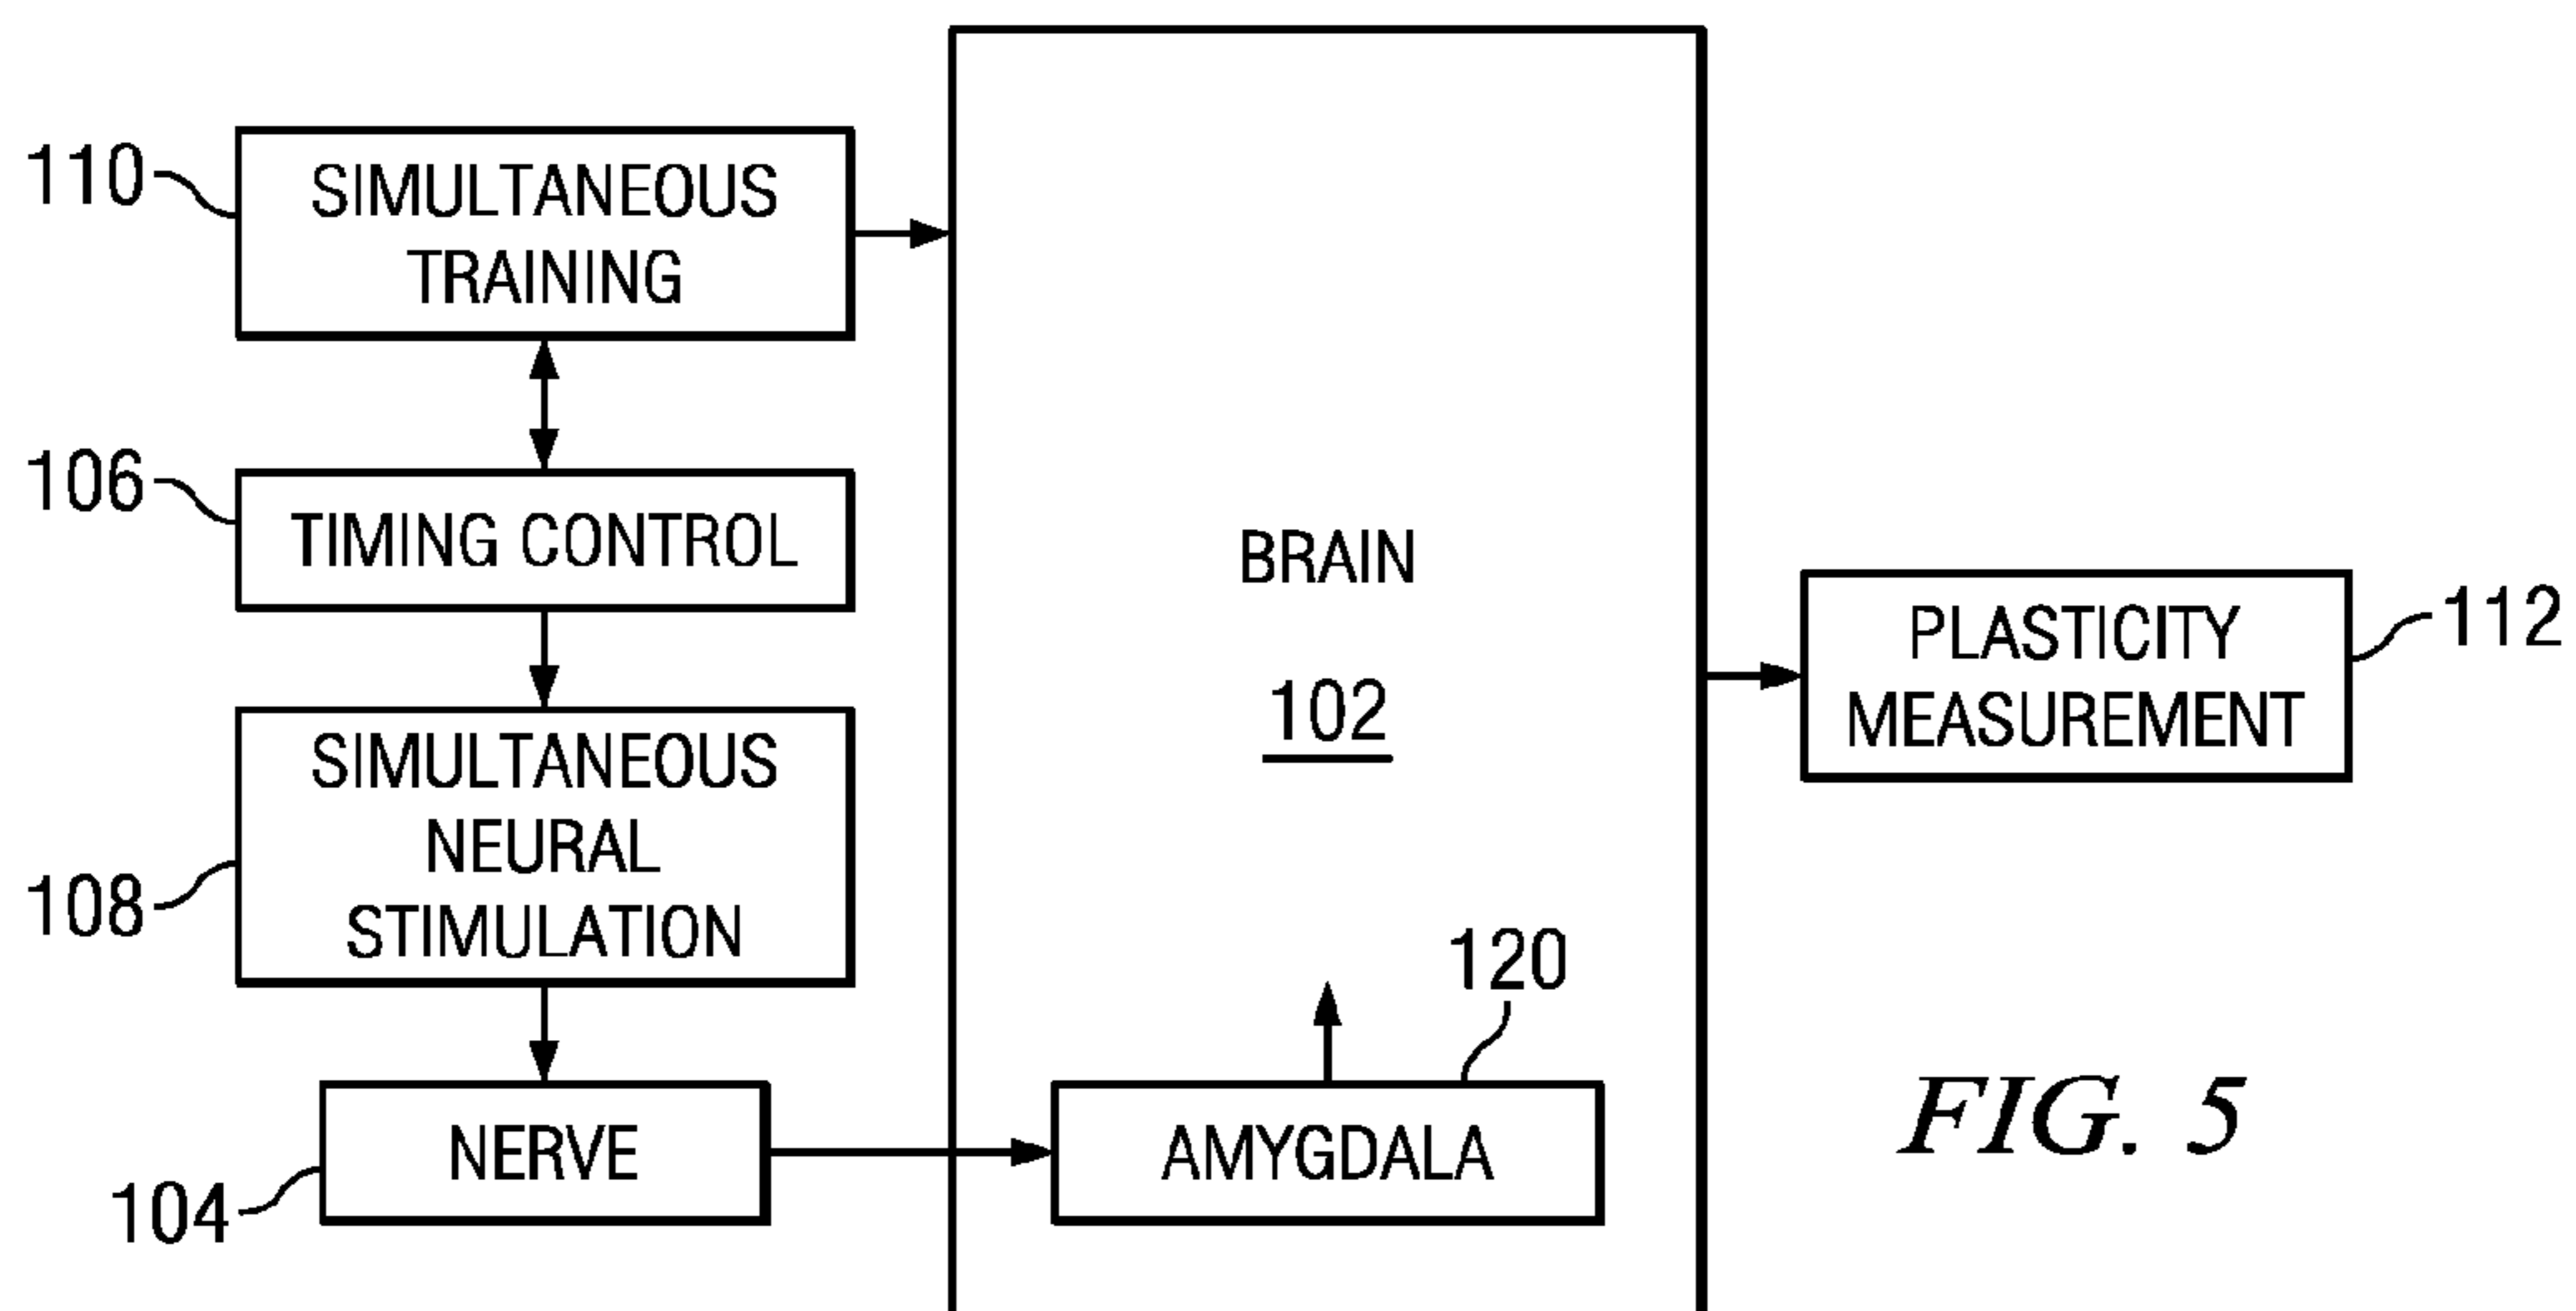 110
SIMULTANEOUS
TRAINING
106
TIMING CONTROL
108
SIMULTANEOUS
NEURAL
STIMULATION
104
NERVE
BRAIN
102
120
AMYGDALA
PLASTICITY
MEASUREMENT
112
FIG. 5